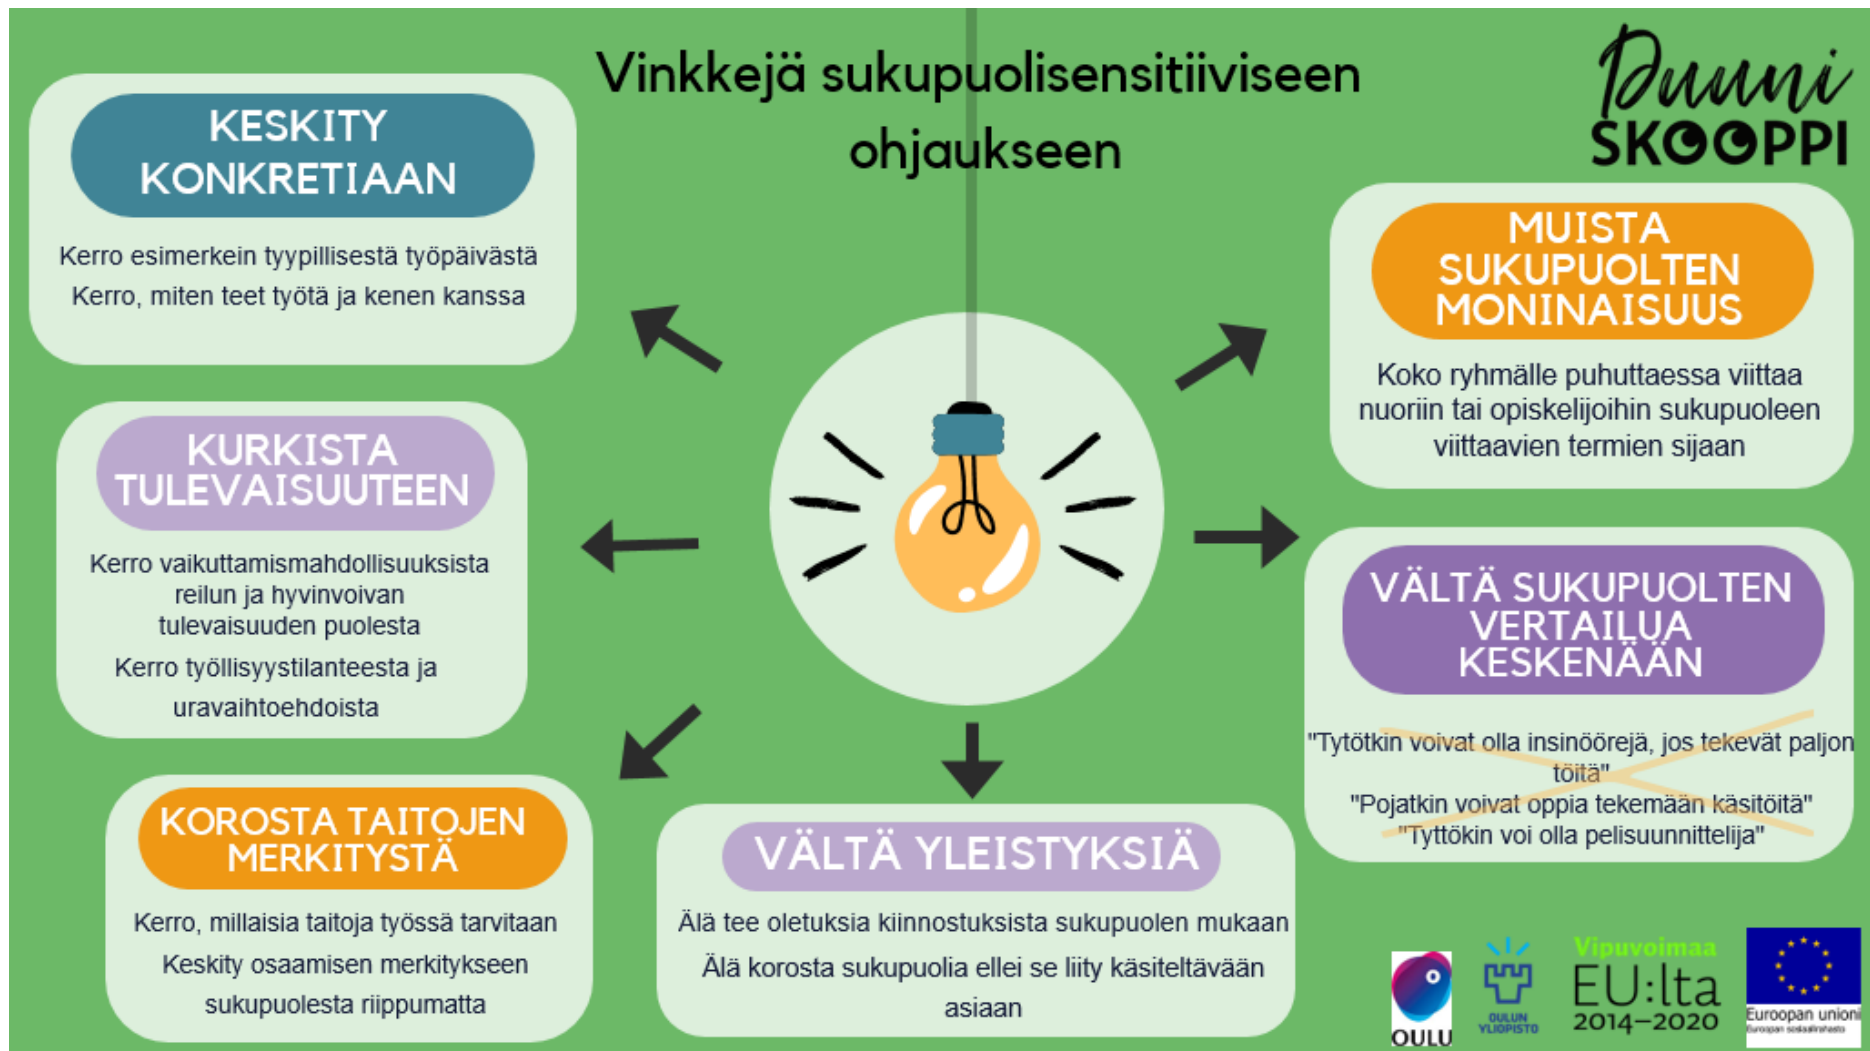 Vinkkejä sukupuolisensitiiviseen
ohjaukseen
Duuni
SKOOPPI
KESKITY
KONKRETIAAN
Kerro esimerkein tyypillisestä työpäivästä
Kerro, miten teet työtä ja kenen kanssa
KURKISTA
TULEVAISUUTEEN
Kerro vaikuttamismahdollisuuksista
reilun ja hyvinvoivan
tulevaisuuden puolesta
Kerro työllisyystilanteesta ja
uravaihtoehdoista
KOROSTA TAITOJEN
MERKITYSTÄ
Kerro, millaisia taitoja työssä tarvitaan
Keskity osaamisen merkitykseen
sukupuolesta riippumatta
VÄLTÄ YLEISTYKSIÄ
Älä tee oletuksia kiinnostuksista sukupuolen mukaan
Älä korosta sukupuolia ellei se liity käsiteltävään
asiaan
MUISTA
SUKUPUOLTEN
MONINAISUUS
Koko ryhmälle puhuttaessa viittaa
nuoriin tai opiskelijoihin sukupuoleen
viittaavien termien sijaan
VÄLTÄ SUKUPUOLTEN
VERTAILUA
KESKENÄÄN
"Tytötkin voivat olla insinöörejä, jos tekevät paljon
töitä"
"Pojatkin voivat oppia tekemään käsitöitä"
"Tyttökin voi olla pelisuunnittelija"
OULU
OULUN
YLIOPISTO
Vipuvoimaa
EU:lta
2014–2020
Euroopan unioni
Euroopan sosiaalirahasto